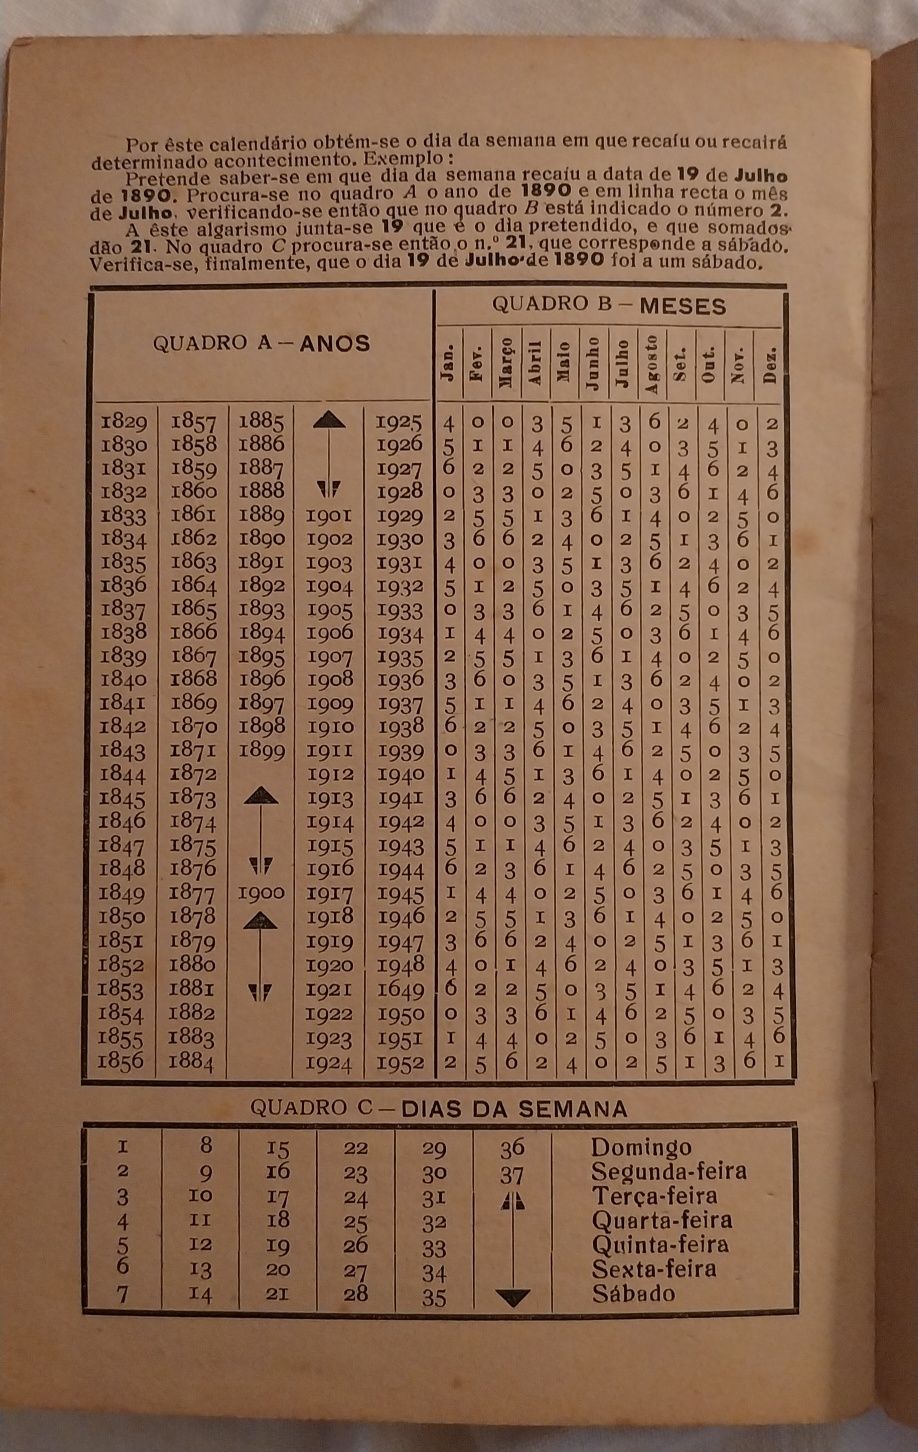 Por êste calendário obtém-se o dia da semana em que recaíu ou recairá
determinado acontecimento. Exemplo :
Pretende saber-se em que dia da semana recaíu a data de 19 de Julho
de 1890. Procura-se no quadro A o ano de 1890 e em linha recta o mês
de Julho, verificando-se então que no quadro B está indicado o número 2.
A êste algarismo junta-se 19 que é o dia pretendido, e que somados
dão 21. No quadro C procura-se então o n.º 21, que corresponde a sábado.
Verifica-se, finalmente, que o dia 19 de Julho de 1890 foi a um sábado.
QUADRO A — ANOS
QUADRO B — MESES
Jan. Fev. Março Abril Maio Junho Julho Agosto Set. Out. Nov. Dez.
1829 1857 1885 1925 4 0 0 3 5 1 3 6 2 4 0 2
1830 1858 1886 1926 5 1 1 4 6 2 4 0 3 5 1 3
1831 1859 1887 1927 6 2 2 5 0 3 5 1 4 6 2 4
1832 1860 1888 1928 0 3 3 0 2 5 0 3 6 1 4 6
1833 1861 1889 1901 1929 2 5 5 1 3 6 1 4 0 2 5 0
1834 1862 1890 1902 1930 3 6 6 2 4 0 2 5 1 3 6 1
1835 1863 1891 1903 1931 4 0 0 3 5 1 3 6 2 4 0 2
1836 1864 1892 1904 1932 5 1 2 5 0 3 5 1 4 6 2 4
1837 1865 1893 1905 1933 0 3 3 6 1 4 6 2 5 0 3 5
1838 1866 1894 1906 1934 1 4 4 0 2 5 0 3 6 1 4 6
1839 1867 1895 1907 1935 2 5 5 1 3 6 1 4 0 2 5 0
1840 1868 1896 1908 1936 3 6 0 3 5 1 3 6 2 4 0 2
1841 1869 1897 1909 1937 5 1 1 4 6 2 4 0 3 5 1 3
1842 1870 1898 1910 1938 6 2 2 5 0 3 5 1 4 6 2 4
1843 1871 1899 1911 1939 0 3 3 6 1 4 6 2 5 0 3 5
1844 1872 1912 1940 1 4 5 1 3 6 1 4 0 2 5 0
1845 1873 1913 1941 3 6 6 2 4 0 2 5 1 3 6 1
1846 1874 1914 1942 4 0 0 3 5 1 3 6 2 4 0 2
1847 1875 1915 1943 5 1 1 4 6 2 4 0 3 5 1 3
1848 1876 1916 1944 6 2 3 6 1 4 6 2 5 0 3 5
1849 1877 1900 1917 1945 1 4 4 0 2 5 0 3 6 1 4 6
1850 1878 1918 1946 2 5 5 1 3 6 1 4 0 2 5 0
1851 1879 1919 1947 3 6 6 2 4 0 2 5 1 3 6 1
1852 1880 1920 1948 4 0 1 4 6 2 4 0 3 5 1 3
1853 1881 1921 1649 6 2 2 5 0 3 5 1 4 6 2 4
1854 1882 1922 1950 0 3 3 6 1 4 6 2 5 0 3 5
1855 1883 1923 1951 1 4 4 0 2 5 0 3 6 1 4 6
1856 1884 1924 1952 2 5 6 2 4 0 2 5 1 3 6 1
QUADRO C — DIAS DA SEMANA
1 8 15 22 29 36 Domingo
2 9 16 23 30 37 Segunda-feira
3 10 17 24 31 Terça-feira
4 11 18 25 32 Quarta-feira
5 12 19 26 33 Quinta-feira
6 13 20 27 34 Sexta-feira
7 14 21 28 35 Sábado